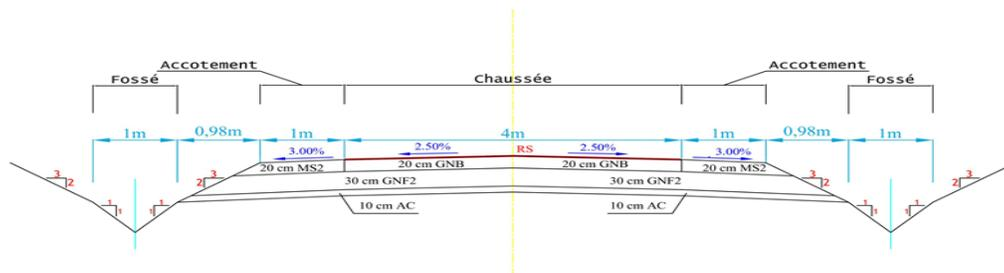 Accotement Accotement
Fossé Chaussée Fossé
1m 0,98m 1m 4m 1m 0,98m 1m
3.00% 2.50% RS 2.50% 3.00%
20 cm MS2 20 cm GNB 20 cm GNB 20 cm MS2
3 2 3 2 30 cm GNF2 30 cm GNF2 3 2 3 2
1 1 1 1 10 cm AC 10 cm AC 1 1 1 1